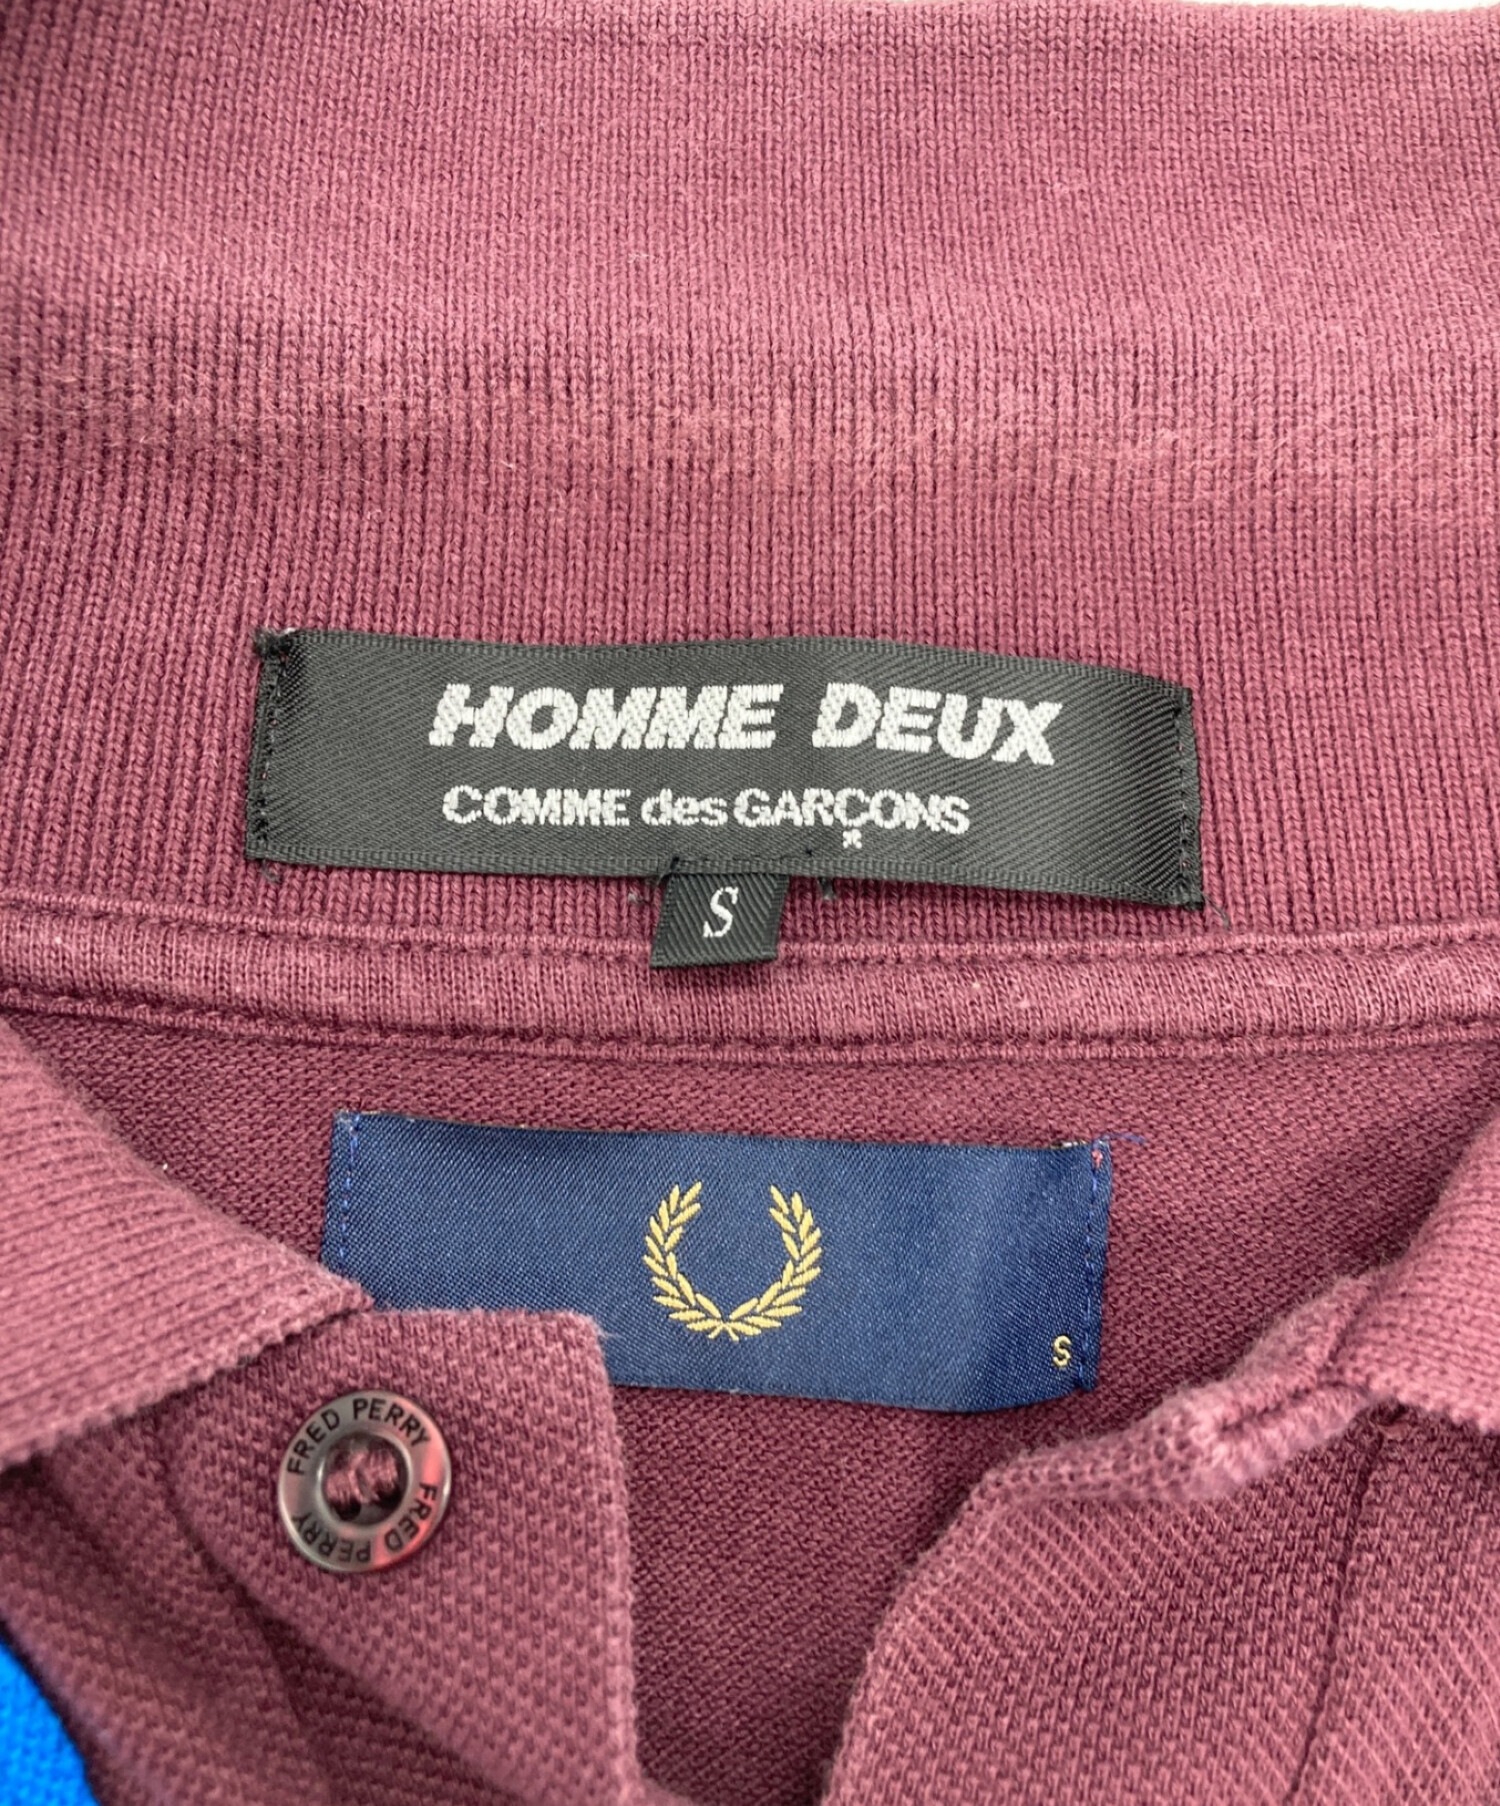 HOMME DEUX
COMME des GARÇONS
S
S
FRED PERRY FRED PERRY